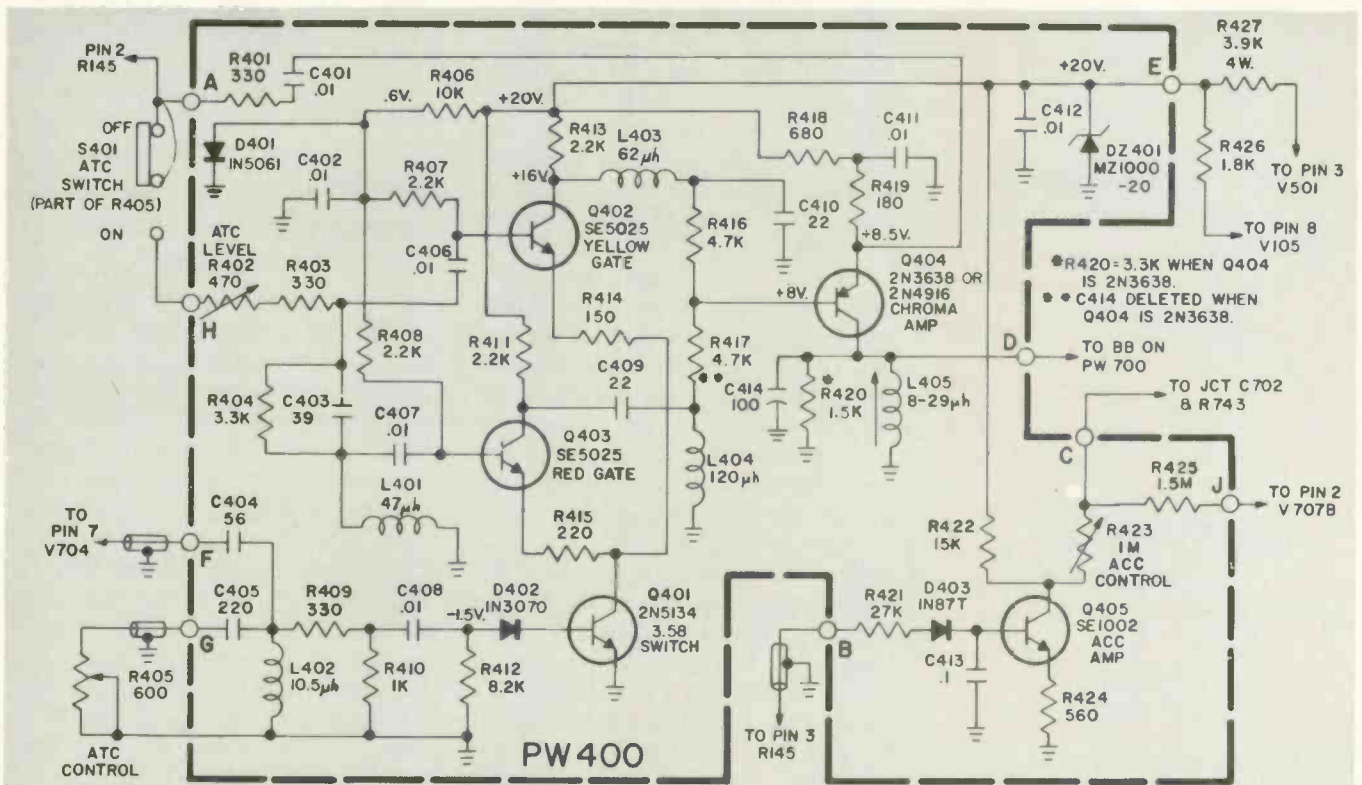 PIN 2
R145
A
R401
330
C401
.01
OFF
S401
ATC
SWITCH
(PART OF R405)
ON
D401
IN5061
C402
.01
.6V.
R406
10K
+20V.
R407
2.2K
R413
2.2K
L403
62µh
+16V.
Q402
SE5025
YELLOW
GATE
C406
.01
ATC
LEVEL
R402
470
R403
330
H
R408
2.2K
R411
2.2K
R414
150
R404
3.3K
C403
39
C407
.01
Q403
SE5025
RED GATE
L401
47µh
C409
22
R416
4.7K
C410
22
R418
680
C411
.01
R419
180
+8.5V.
Q404
2N3638 OR
2N4916
CHROMA
AMP
+8V.
R417
4.7K
**
C414
100
*
R420
1.5K
L405
8-29µh
L404
120µh
+20V.
E
C412
.01
DZ401
MZ1000
-20
R427
3.9K
4W.
R426
1.8K
TO PIN 3
V501
TO PIN 8
V105
*R420=3.3K WHEN Q404
IS 2N3638.
** C414 DELETED WHEN
Q404 IS 2N3638.
D
TO BB ON
PW 700
TO JCT C702
& R743
C
R425
1.5M
J
TO PIN 2
V707B
R422
15K
R423
1M
ACC
CONTROL
TO
PIN 7
V704
F
C404
56
G
C405
220
R409
330
C408
.01
-1.5V.
D402
IN3070
R415
220
Q401
2N5134
3.58
SWITCH
R405
600
L402
10.5µh
R410
1K
R412
8.2K
ATC
CONTROL
PW400
B
R421
27K
D403
IN87T
Q405
SE1002
ACC
AMP
C413
.1
R424
560
TO PIN 3
R145